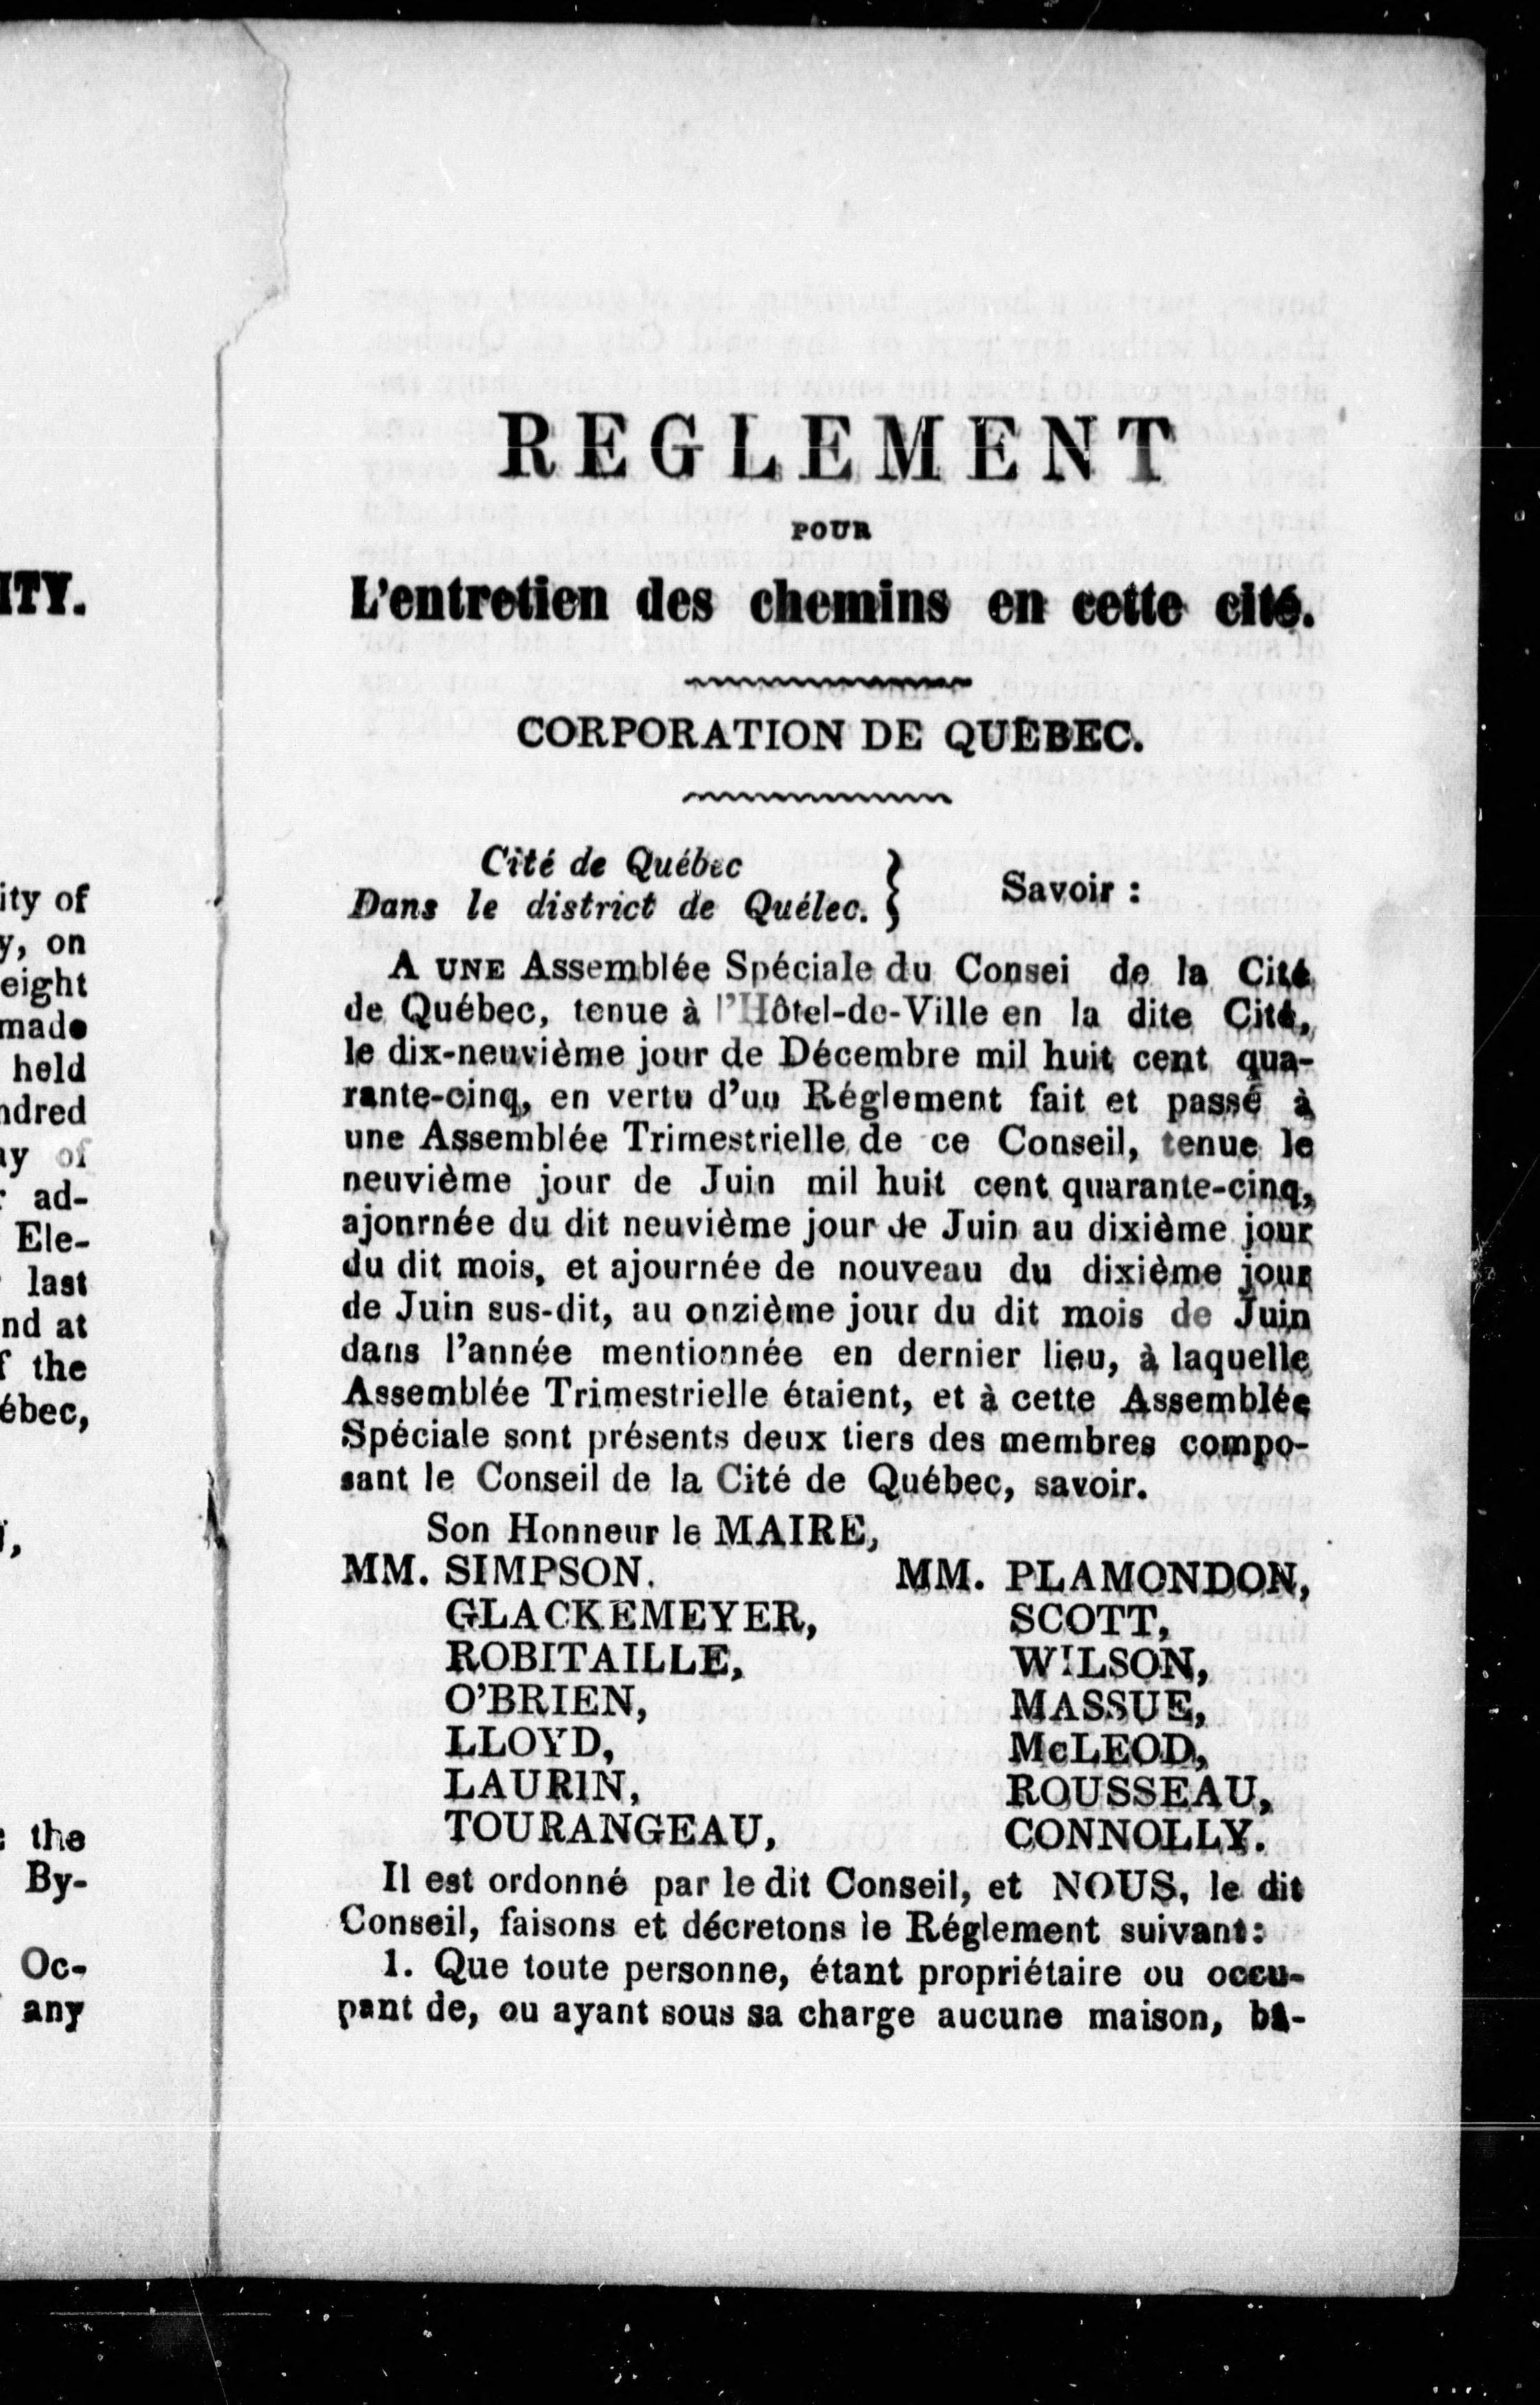 ITY.
ity of
y, on
eight
made
held
ndred
ay of
ad-
Ele-
last
nd at
f the
ébec,
the
By-
Oc-
any
REGLEMENT
POUR
L'entretien des chemins en cette cité.
CORPORATION DE QUÉBEC.
Cité de Québec
Dans le district de Quélec. } Savoir :
A UNE Assemblée Spéciale du Consei de la Cité
de Québec, tenue à l'Hôtel-de-Ville en la dite Cité,
le dix-neuvième jour de Décembre mil huit cent qua-
rante-cinq, en vertu d'uu Réglement fait et passé à
une Assemblée Trimestrielle de ce Conseil, tenue le
neuvième jour de Juin mil huit cent quarante-cinq,
ajonrnée du dit neuvième jour de Juin au dixième jour
du dit mois, et ajournée de nouveau du dixième jour
de Juin sus-dit, au onzième jour du dit mois de Juin
dans l'année mentionnée en dernier lieu, à laquelle
Assemblée Trimestrielle étaient, et à cette Assemblée
Spéciale sont présents deux tiers des membres compo-
sant le Conseil de la Cité de Québec, savoir.
Son Honneur le MAIRE,
MM. SIMPSON. MM. PLAMONDON,
GLACKEMEYER, SCOTT,
ROBITAILLE, WILSON,
O'BRIEN, MASSUE,
LLOYD, McLEOD,
LAURIN, ROUSSEAU,
TOURANGEAU, CONNOLLY.
Il est ordonné par le dit Conseil, et NOUS, le dit
Conseil, faisons et décretons le Réglement suivant:
1. Que toute personne, étant propriétaire ou occu-
pant de, ou ayant sous sa charge aucune maison, bâ-